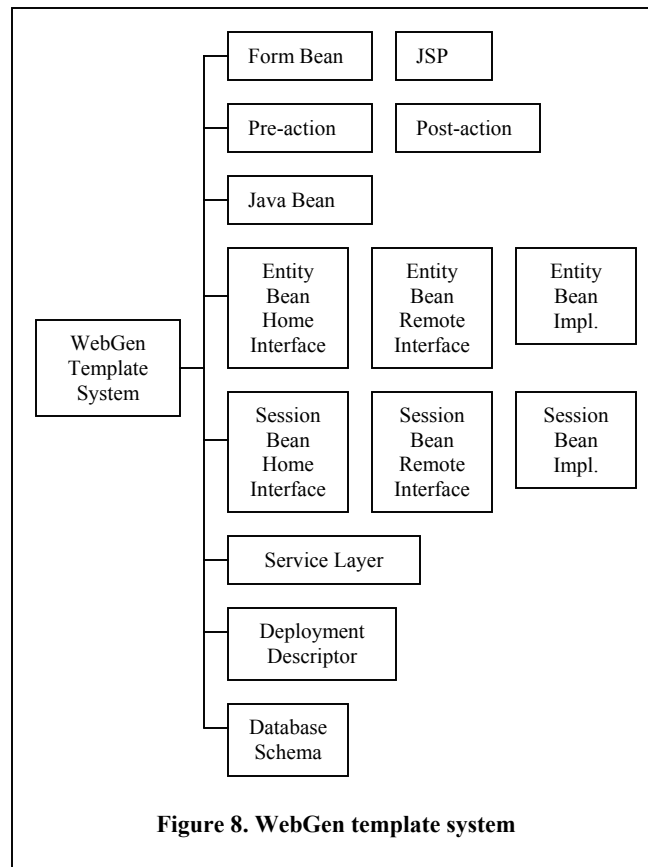 Form Bean
JSP
Pre-action
Post-action
Java Bean
Entity
Bean
Home
Interface
Entity
Bean
Remote
Interface
Entity
Bean
Impl.
WebGen
Template
System
Session
Bean
Home
Interface
Session
Bean
Remote
Interface
Session
Bean
Impl.
Service Layer
Deployment
Descriptor
Database
Schema
Figure 8. WebGen template system